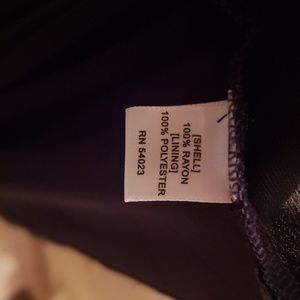 [SHELL]
100% RAYON
[LINING]
100% POLYESTER
RN 54023